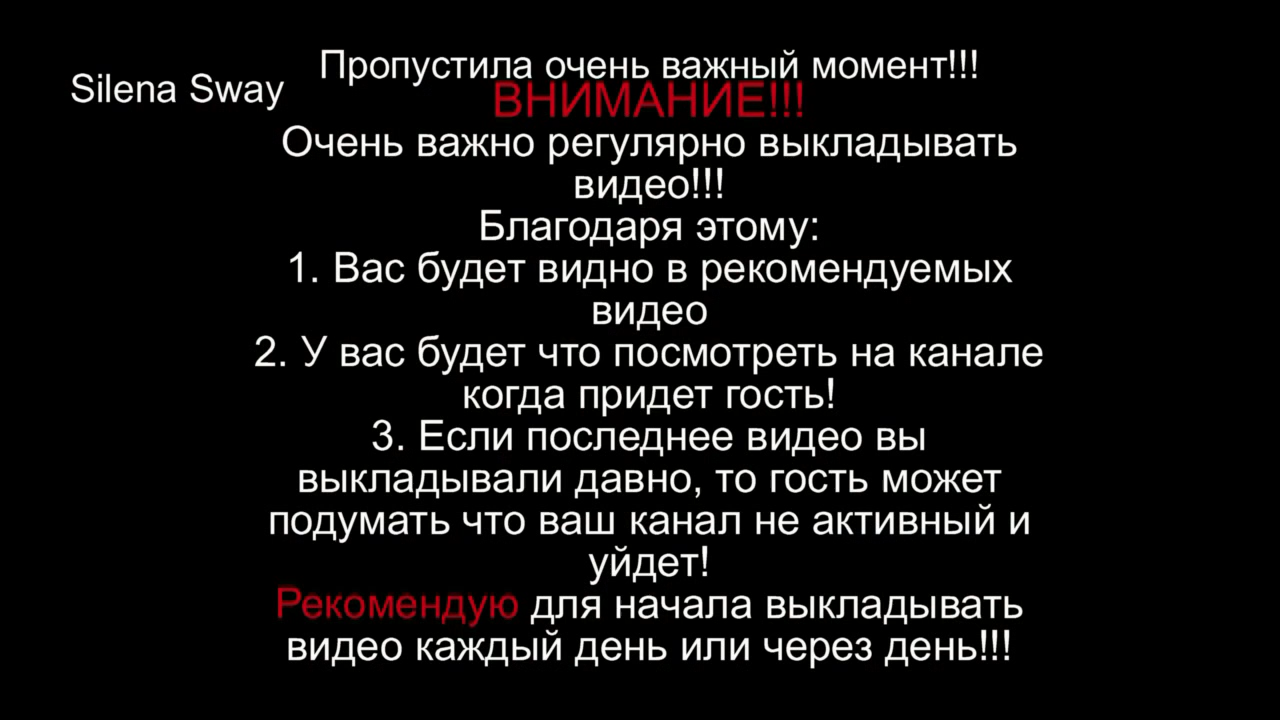 Пропустила очень важный момент!!!
Silena Sway
ВНИМАНИЕ!!!
Очень важно регулярно выкладывать
видео!!!
Благодаря этому:
1. Вас будет видно в рекомендуемых
видео
2. У вас будет что посмотреть на канале
когда придет гость!
3. Если последнее видео вы
выкладывали давно, то гость может
подумать что ваш канал не активный и
уйдет!
Рекомендую для начала выкладывать
видео каждый день или через день!!!